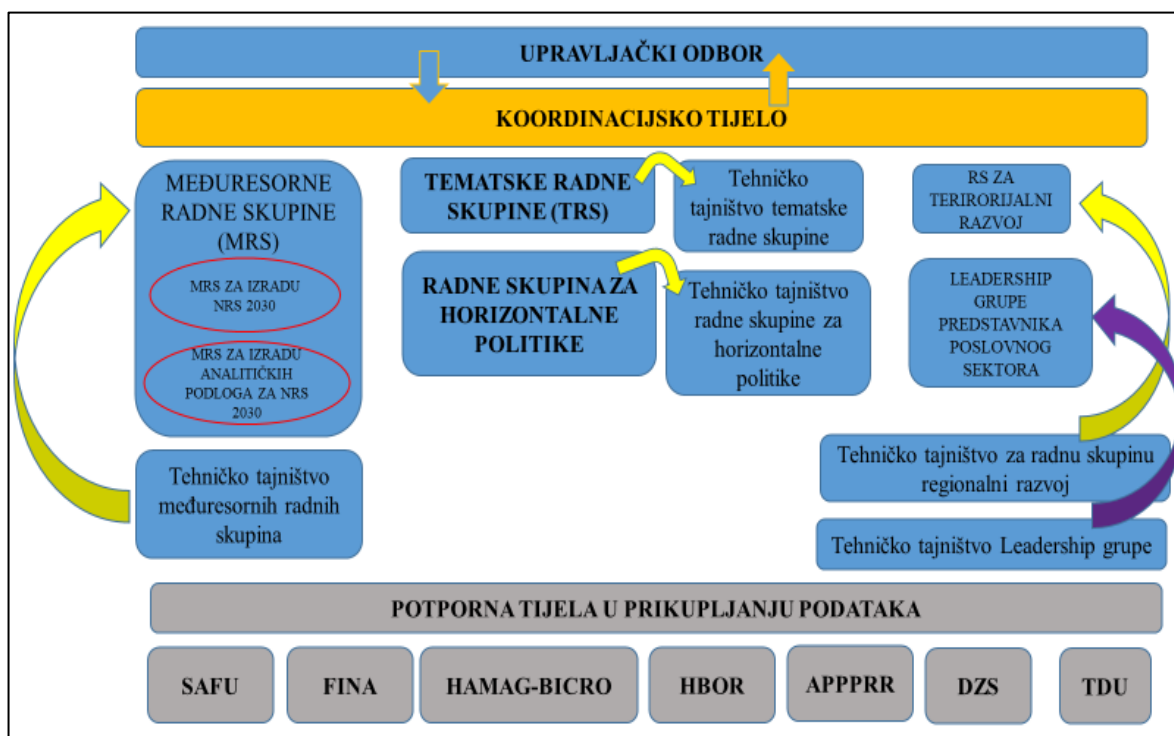 UPRAVLJAČKI ODBOR
KOORDINACIJSKO TIJELO
MEĐURESORNE
RADNE SKUPINE
(MRS)
MRS ZA IZRADU
NRS 2030
MRS ZA IZRADU
ANALITIČKIH
PODLOGA ZA NRS
2030
Tehničko tajništvo
međuresornih radnih
skupina
TEMATSKE RADNE
SKUPINE (TRS)
Tehničko
tajništvo tematske
radne skupine
RADNE SKUPINA ZA
HORIZONTALNE
POLITIKE
Tehničko tajništvo
radne skupine za
horizontalne
politike
RS ZA
TERIRORIJALNI
RAZVOJ
LEADERSHIP
GRUPE
PREDSTAVNIKA
POSLOVNOG
SEKTORA
Tehničko tajništvo za radnu skupinu
regionalni razvoj
Tehničko tajništvo Leadership grupe
POTPORNA TIJELA U PRIKUPLJANJU PODATAKA
SAFU
FINA
HAMAG-BICRO
HBOR
APPPRR
DZS
TDU